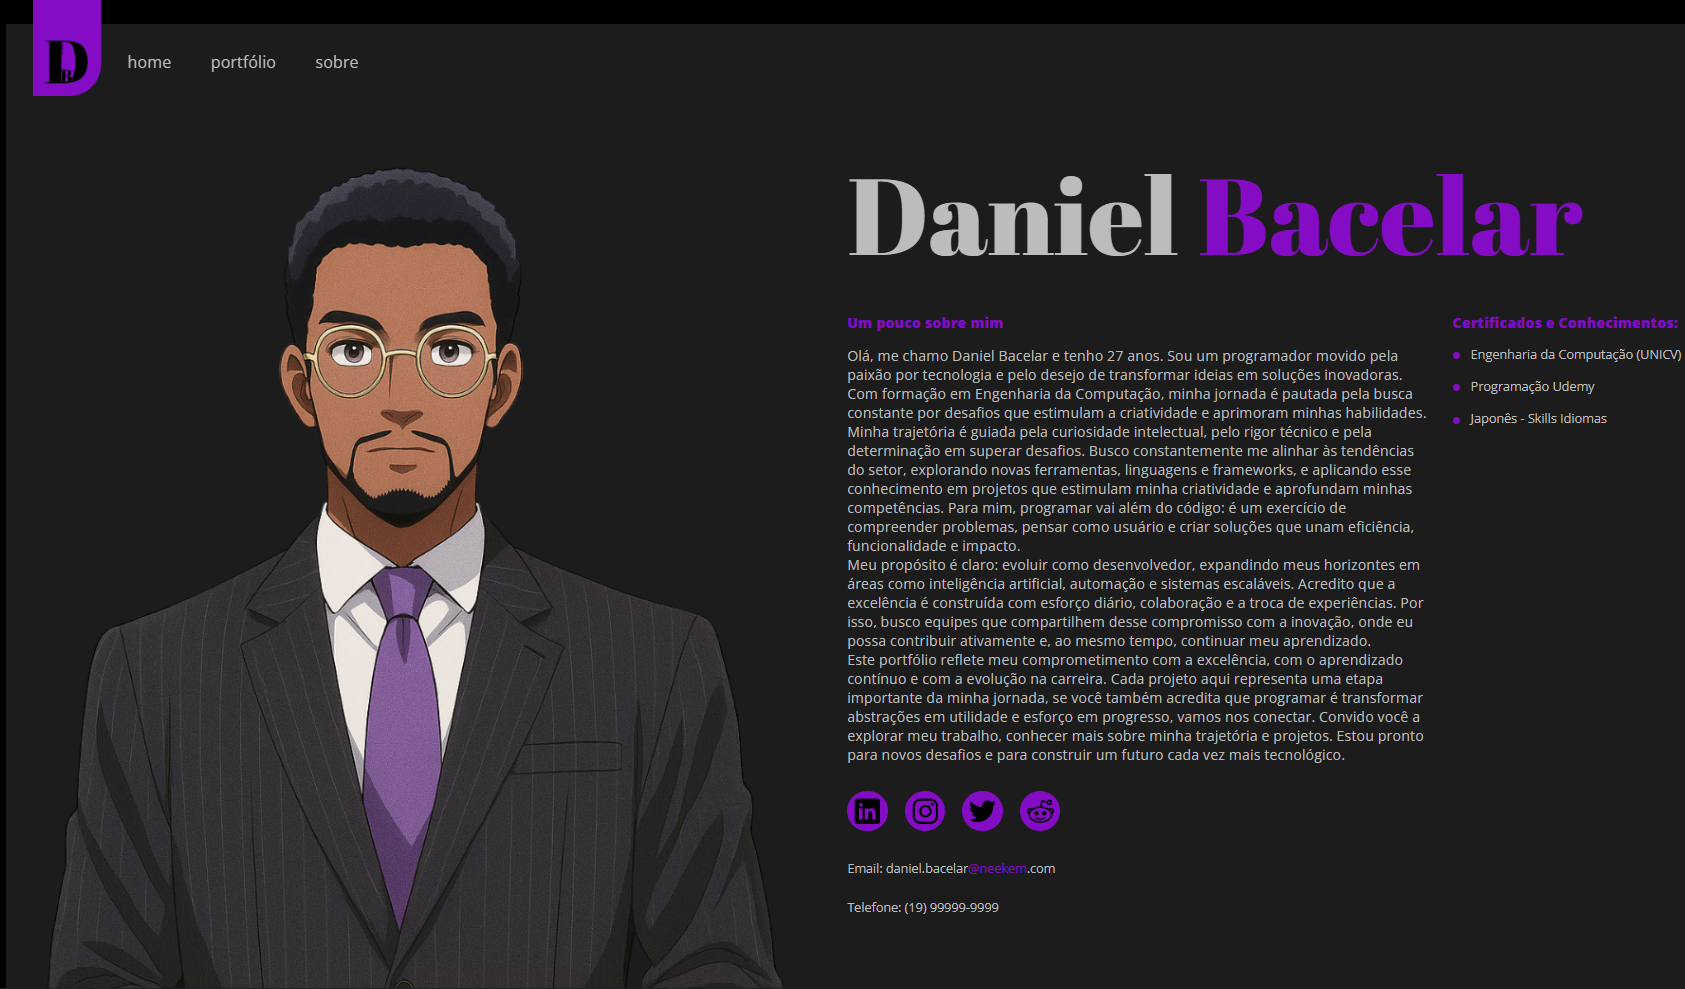 DB
home portfólio sobre
Daniel Bacelar
Um pouco sobre mim
Olá, me chamo Daniel Bacelar e tenho 27 anos. Sou um programador movido pela
paixão por tecnologia e pelo desejo de transformar ideias em soluções inovadoras.
Com formação em Engenharia da Computação, minha jornada é pautada pela busca
constante por desafios que estimulam a criatividade e aprimoram minhas habilidades.
Minha trajetória é guiada pela curiosidade intelectual, pelo rigor técnico e pela
determinação em superar desafios. Busco constantemente me alinhar às tendências
do setor, explorando novas ferramentas, linguagens e frameworks, e aplicando esse
conhecimento em projetos que estimulam minha criatividade e aprofundam minhas
competências. Para mim, programar vai além do código: é um exercício de
compreender problemas, pensar como usuário e criar soluções que unam eficiência,
funcionalidade e impacto.
Meu propósito é claro: evoluir como desenvolvedor, expandindo meus horizontes em
áreas como inteligência artificial, automação e sistemas escaláveis. Acredito que a
excelência é construída com esforço diário, colaboração e a troca de experiências. Por
isso, busco equipes que compartilhem desse compromisso com a inovação, onde eu
possa contribuir ativamente e, ao mesmo tempo, continuar meu aprendizado.
Este portfólio reflete meu comprometimento com a excelência, com o aprendizado
contínuo e com a evolução na carreira. Cada projeto aqui representa uma etapa
importante da minha jornada, se você também acredita que programar é transformar
abstrações em utilidade e esforço em progresso, vamos nos conectar. Convido você a
explorar meu trabalho, conhecer mais sobre minha trajetória e projetos. Estou pronto
para novos desafios e para construir um futuro cada vez mais tecnológico.
in
Email: daniel.bacelar@neekem.com
Telefone: (19) 99999-9999
Certificados e Conhecimentos:
Engenharia da Computação (UNICV)
Programação Udemy
Japonês - Skills Idiomas